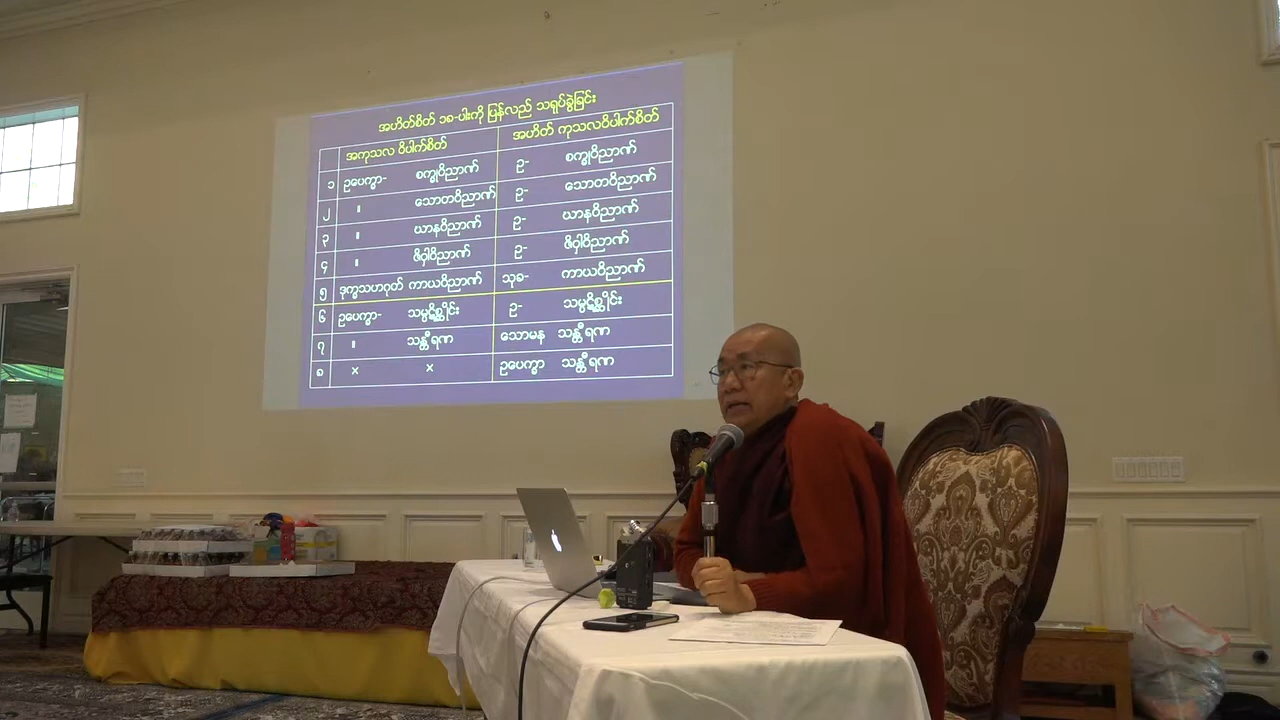 အဟိတ်စိတ် ၁၈-ပါးကို ပြန်လည် သရုပ်ခွဲခြင်း
အကုသလ ဝိပါက်စိတ် အဟိတ် ကုသလဝိပါက်စိတ်
၁ ဥပေက္ခာ- စက္ခုဝိညာဏ် ဥ- စက္ခုဝိညာဏ်
၂ " သောတဝိညာဏ် ဥ- သောတဝိညာဏ်
၃ " ဃာနဝိညာဏ် ဥ- ဃာနဝိညာဏ်
၄ " ဇိဝှါဝိညာဏ် ဥ- ဇိဝှါဝိညာဏ်
၅ ဒုက္ခသဟဂုတ် ကာယဝိညာဏ် သုခ- ကာယဝိညာဏ်
၆ ဥပေက္ခာ- သမ္ပဋိစ္ဆိုင်း ဥ- သမ္ပဋိစ္ဆိုင်း
၇ " သန္တီရဏ သောမန သန္တီရဏ
၈ × × ဥပေက္ခာ သန္တီရဏ